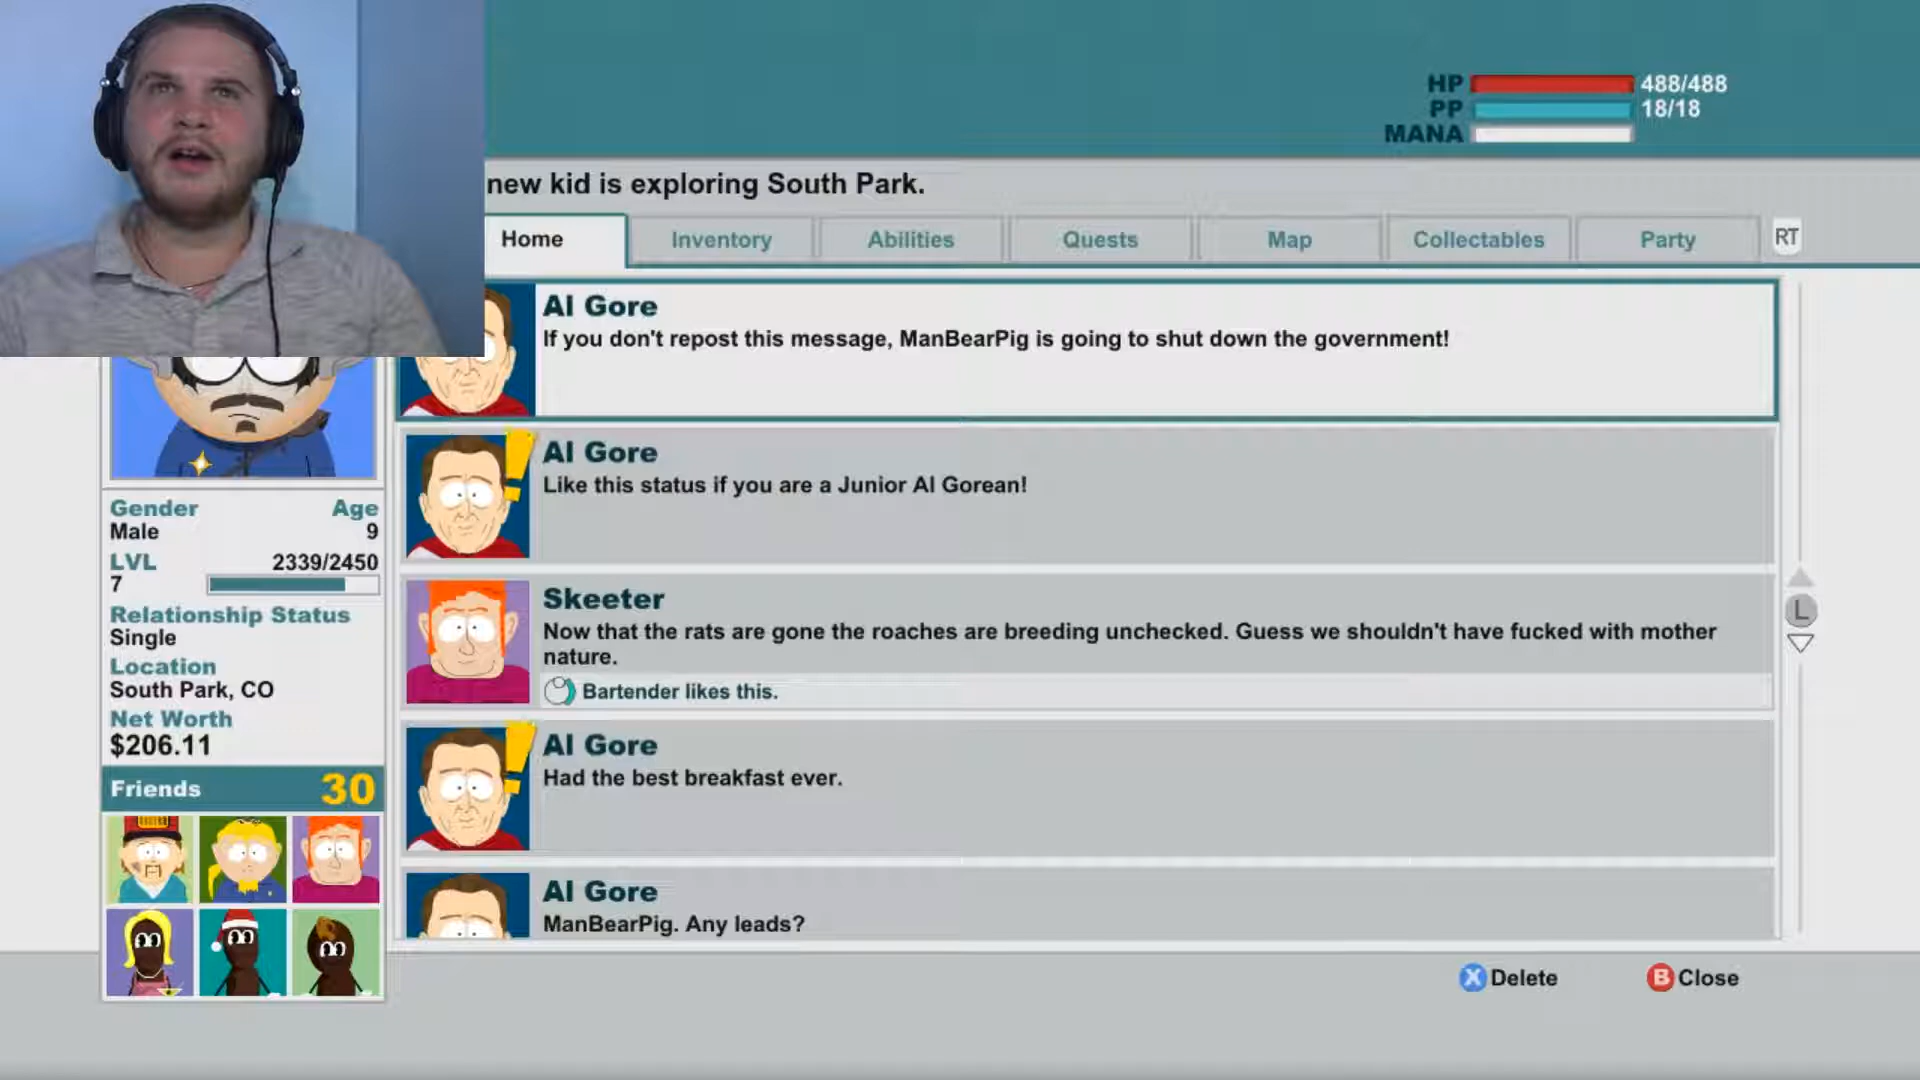 HP 488/488
PP 18/18
MANA
new kid is exploring South Park.
Home Inventory Abilities Quests Map Collectables Party RT
Al Gore
If you don't repost this message, ManBearPig is going to shut down the government!
Al Gore
Like this status if you are a Junior Al Gorean!
Skeeter
Now that the rats are gone the roaches are breeding unchecked. Guess we shouldn't have fucked with mother
nature.
Bartender likes this.
Al Gore
Had the best breakfast ever.
Al Gore
ManBearPig. Any leads?
Gender Age
Male 9
LVL 2339/2450
7
Relationship Status
Single
Location
South Park, CO
Net Worth
$206.11
Friends 30
L
X Delete B Close